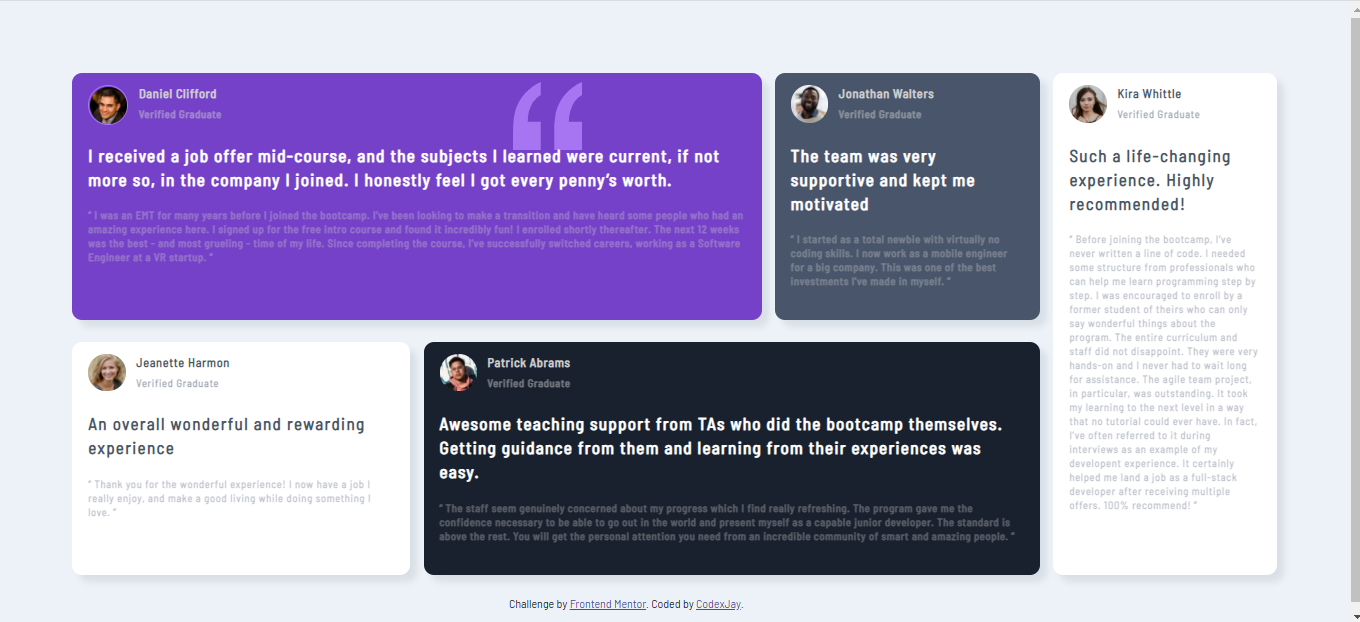 Daniel Clifford
Verified Graduate
I received a job offer mid-course, and the subjects I learned were current, if not
more so, in the company I joined. I honestly feel I got every penny’s worth.
“ I was an EMT for many years before I joined the bootcamp. I've been looking to make a transition and have heard some people who had an
amazing experience here. I signed up for the free intro course and found it incredibly fun! I enrolled shortly thereafter. The next 12 weeks
was the best - and most grueling - time of my life. Since completing the course, I've successfully switched careers, working as a Software
Engineer at a VR startup. ”
Jonathan Walters
Verified Graduate
The team was very
supportive and kept me
motivated
“ I started as a total newbie with virtually no
coding skills. I now work as a mobile engineer
for a big company. This was one of the best
investments I've made in myself. ”
Kira Whittle
Verified Graduate
Such a life-changing
experience. Highly
recommended!
“ Before joining the bootcamp, I've
never written a line of code. I needed
some structure from professionals who
can help me learn programming step by
step. I was encouraged to enroll by a
former student of theirs who can only
say wonderful things about the
program. The entire curriculum and
staff did not disappoint. They were very
hands-on and I never had to wait long
for assistance. The agile team project,
in particular, was outstanding. It took
my learning to the next level in a way
that no tutorial could ever have. In fact,
I've often referred to it during
interviews as an example of my
developent experience. It certainly
helped me land a job as a full-stack
developer after receiving multiple
offers. 100% recommend! ”
Jeanette Harmon
Verified Graduate
An overall wonderful and rewarding
experience
“ Thank you for the wonderful experience! I now have a job I
really enjoy, and make a good living while doing something I
love. ”
Patrick Abrams
Verified Graduate
Awesome teaching support from TAs who did the bootcamp themselves.
Getting guidance from them and learning from their experiences was
easy.
“ The staff seem genuinely concerned about my progress which I find really refreshing. The program gave me the
confidence necessary to be able to go out in the world and present myself as a capable junior developer. The standard is
above the rest. You will get the personal attention you need from an incredible community of smart and amazing people. ”
Challenge by Frontend Mentor. Coded by CodexJay.